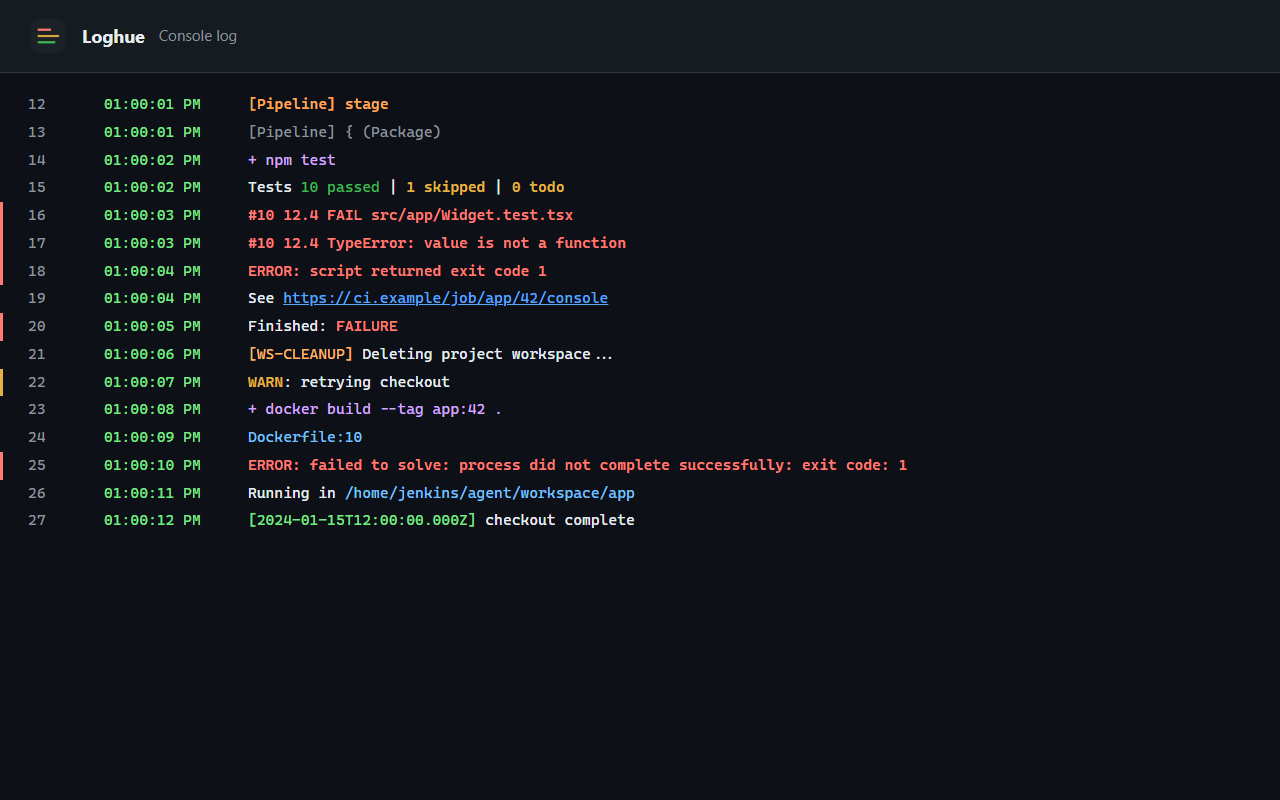 Loghue Console log
12 01:00:01 PM [Pipeline] stage
13 01:00:01 PM [Pipeline] { (Package)
14 01:00:02 PM + npm test
15 01:00:02 PM Tests 10 passed | 1 skipped | 0 todo
16 01:00:03 PM #10 12.4 FAIL src/app/Widget.test.tsx
17 01:00:03 PM #10 12.4 TypeError: value is not a function
18 01:00:04 PM ERROR: script returned exit code 1
19 01:00:04 PM See https://ci.example/job/app/42/console
20 01:00:05 PM Finished: FAILURE
21 01:00:06 PM [WS-CLEANUP] Deleting project workspace...
22 01:00:07 PM WARN: retrying checkout
23 01:00:08 PM + docker build --tag app:42 .
24 01:00:09 PM Dockerfile:10
25 01:00:10 PM ERROR: failed to solve: process did not complete successfully: exit code: 1
26 01:00:11 PM Running in /home/jenkins/agent/workspace/app
27 01:00:12 PM [2024-01-15T12:00:00.000Z] checkout complete